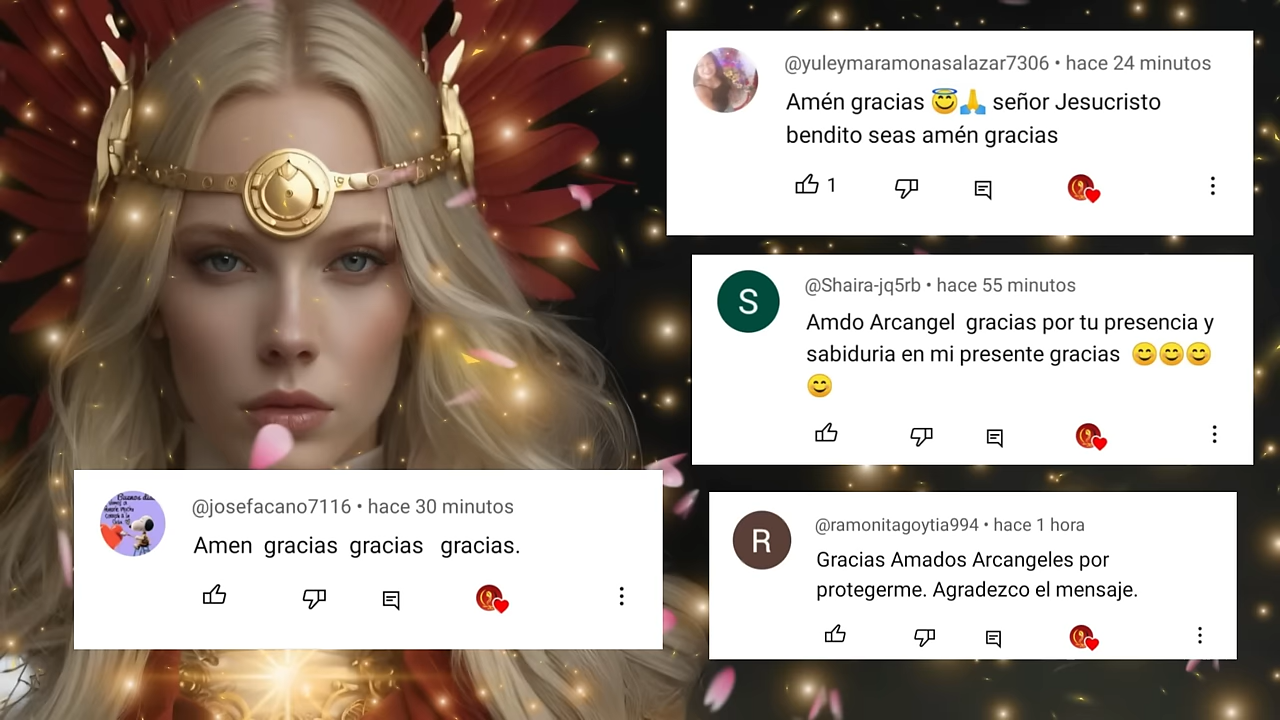 @yuleymaramonasalazar7306 • hace 24 minutos
Amén gracias 😇🙏 señor Jesucristo
bendito seas amén gracias
1
@Shaira-jq5rb • hace 55 minutos
S
Amdo Arcangel gracias por tu presencia y
sabiduria en mi presente gracias 😊😊😊
😊
@josefacano7116 • hace 30 minutos
Buenos dias
Amen gracias gracias gracias.
@ramonitagoytia994 • hace 1 hora
R
Gracias Amados Arcangeles por
protegerme. Agradezco el mensaje.